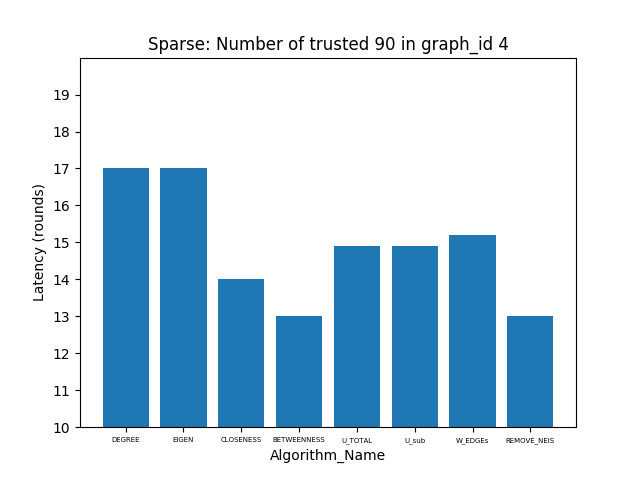 Sparse: Number of trusted 90 in graph_id 4
Latency (rounds)
19
18
17
16
15
14
13
12
11
10
DEGREE EIGEN CLOSENESS BETWEENNESS U_TOTAL U_sub W_EDGEs REMOVE_NEIS
Algorithm_Name